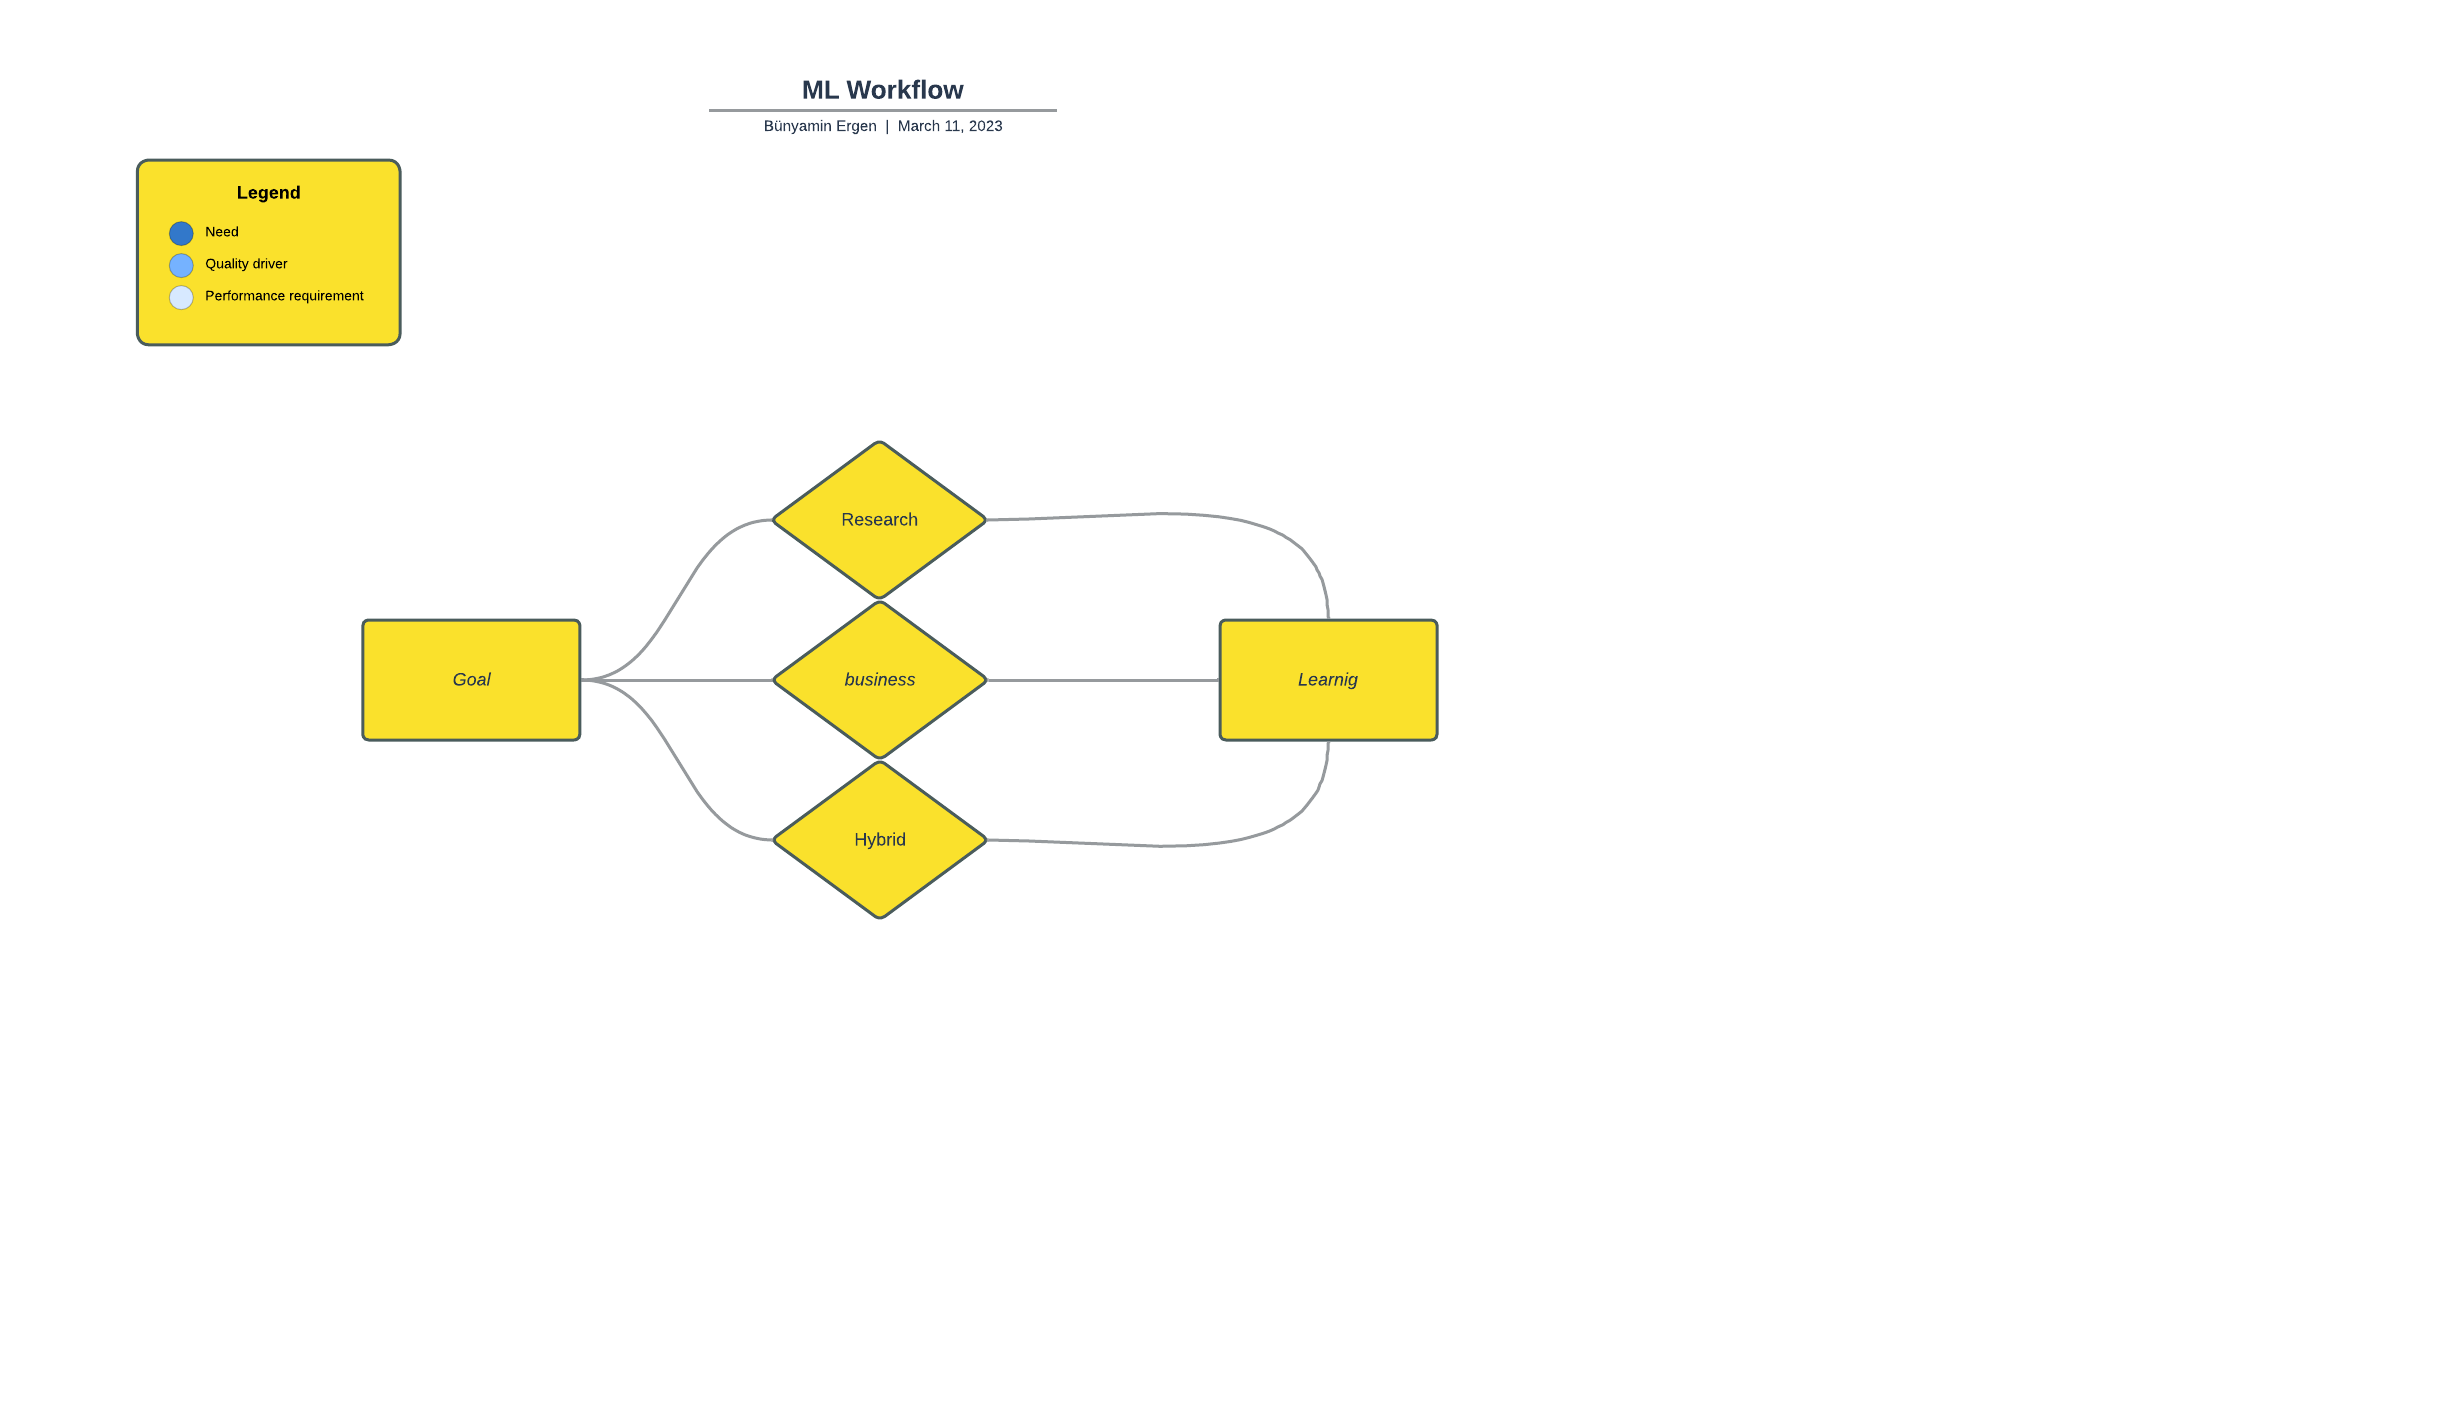 ML Workflow
Bünyamin Ergen | March 11, 2023
Legend
Need
Quality driver
Performance requirement
Research
Goal
business
Learnig
Hybrid